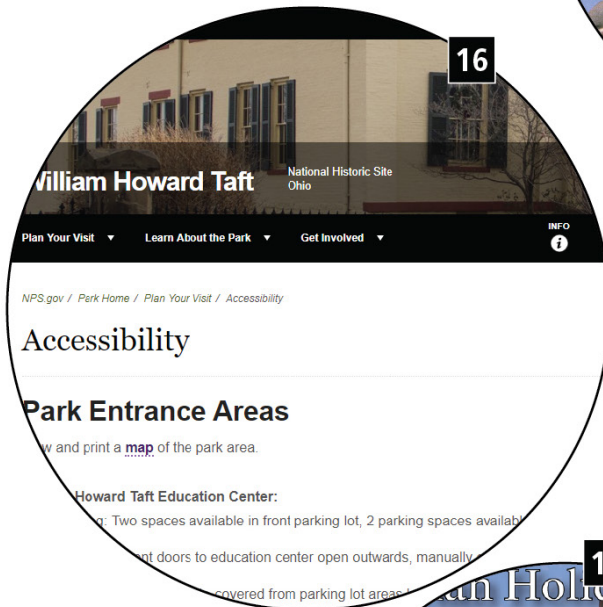 16
William Howard Taft National Historic Site
Ohio
Plan Your Visit ▼ Learn About the Park ▼ Get Involved ▼ INFO
NPS.gov / Park Home / Plan Your Visit / Accessibility
Accessibility
Park Entrance Areas
and print a map of the park area.
Howard Taft Education Center:
Two spaces available in front parking lot, 2 parking spaces
doors to education center open outwards, manually
covered from parking lot areas